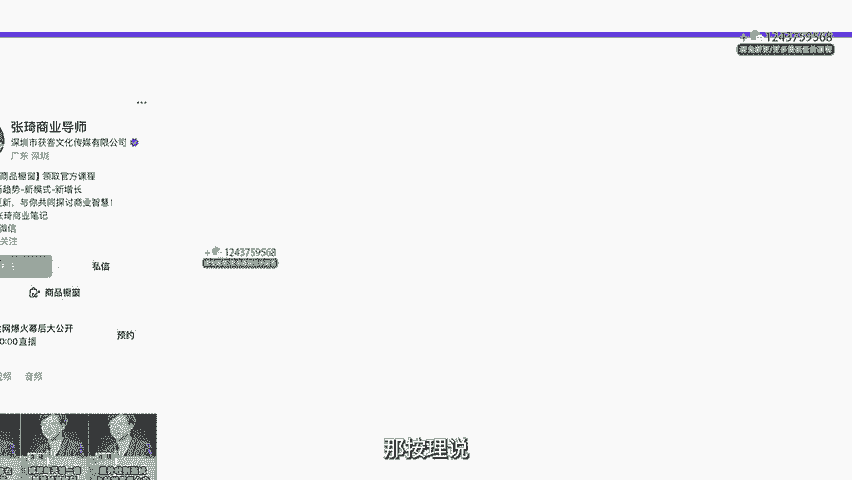 + 1243759568
...
张琦商业导师
深圳市获客文化传媒有限公司
广东 深圳
商品橱窗】领取官方课程
趋势-新模式-新增长
更新，与你共同探讨商业智慧！
张琦商业笔记
微信
关注
私信
+ 1243759568
商品橱窗
网爆火幕后大公开
0:00直播
预约
视频 音频
那按理说